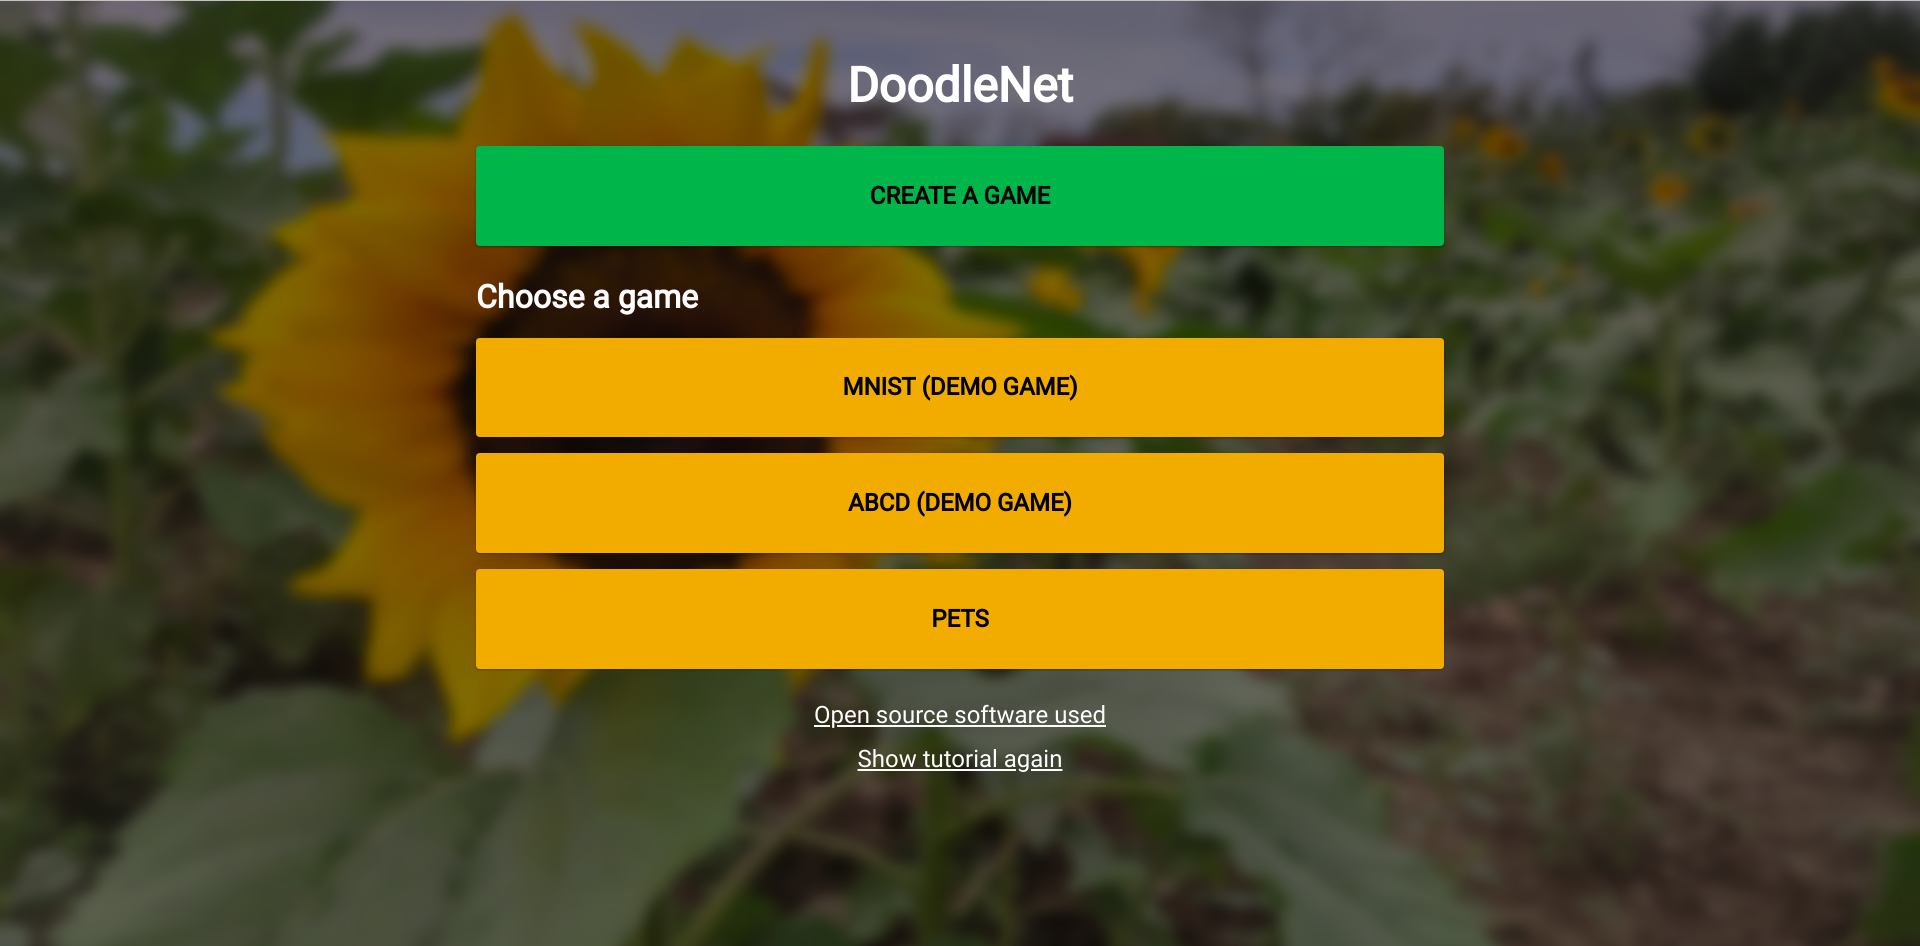 DoodleNet
CREATE A GAME
Choose a game
MNIST (DEMO GAME)
ABCD (DEMO GAME)
PETS
Open source software used
Show tutorial again